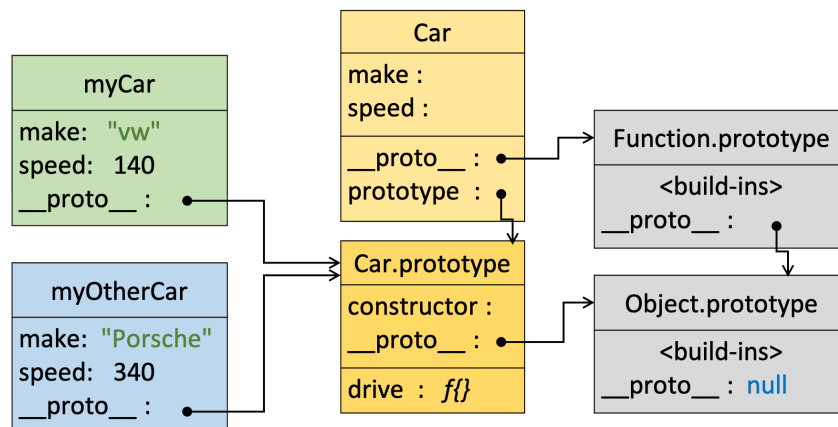 myCar
make: "vw"
speed: 140
__proto__ :
myOtherCar
make: "Porsche"
speed: 340
__proto__ :
Car
make :
speed :
__proto__ :
prototype :
Car.prototype
constructor :
__proto__ :
drive : f{}
Function.prototype
<build-ins>
__proto__ :
Object.prototype
<build-ins>
__proto__ : null